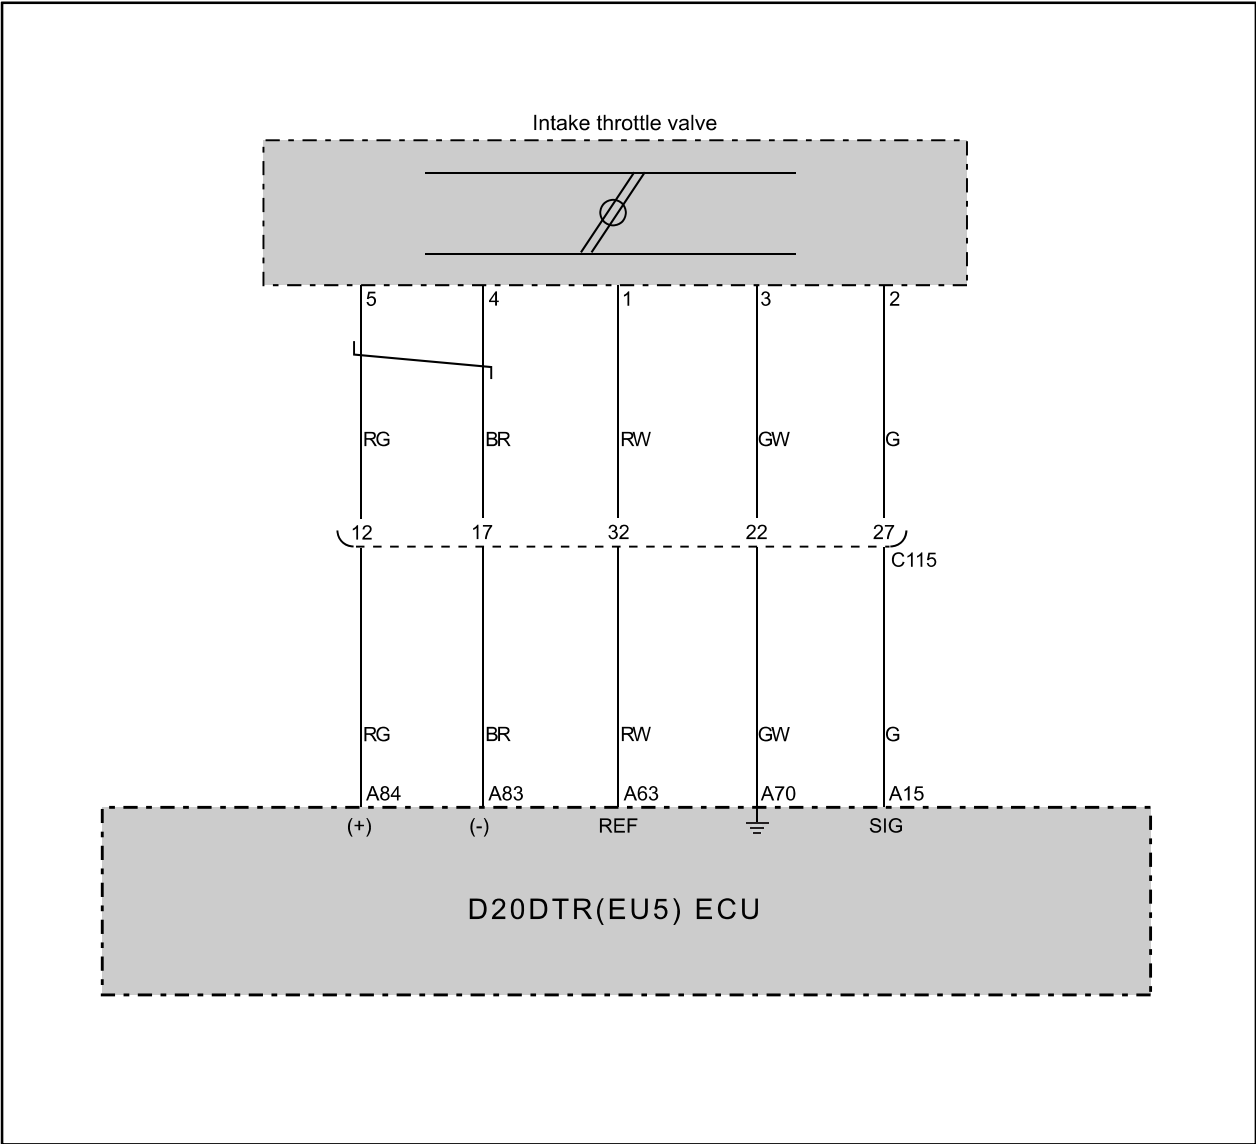 Intake throttle valve
5 4 1 3 2
RG BR RW GW G
12 17 32 22 27
C115
RG BR RW GW G
A84 A83 A63 A70 A15
(+) (-) REF SIG
D20DTR(EU5) ECU